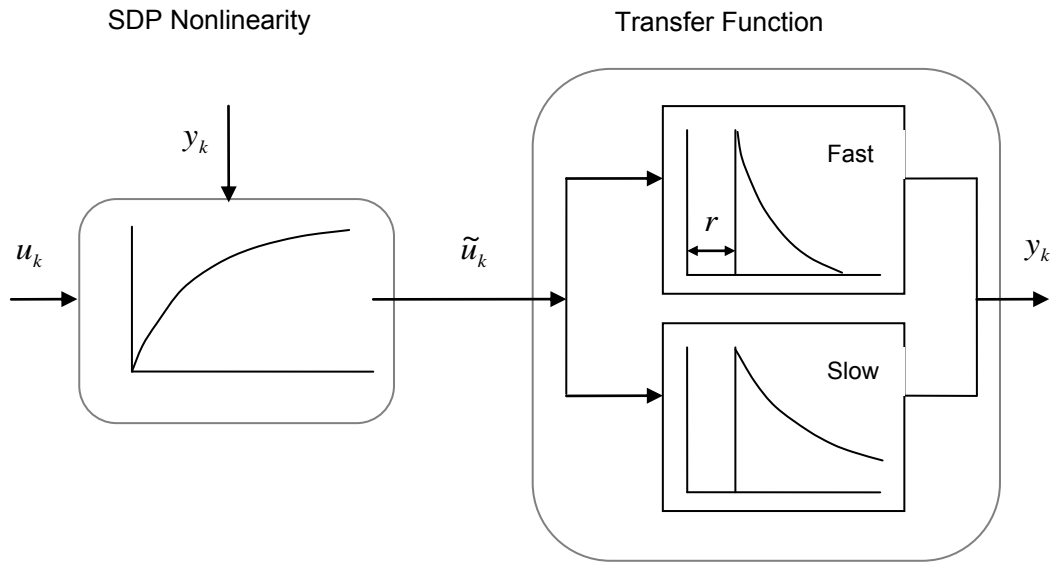 SDP Nonlinearity
Transfer Function
y_k
u_k
ũ_k
Fast
r
y_k
Slow